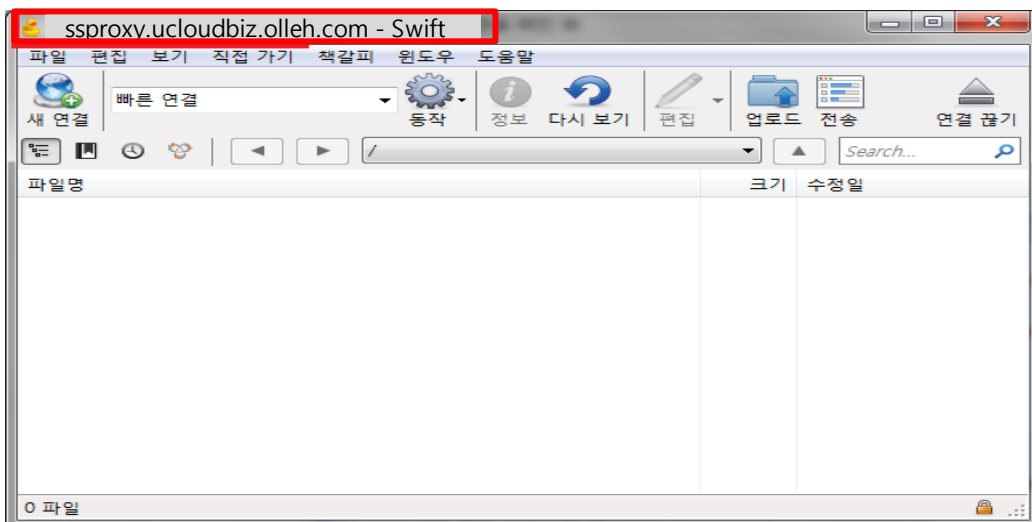 ssproxy.ucloudbiz.olleh.com - Swift
파일 편집 보기 직접 가기 책갈피 윈도우 도움말
빠른 연결
새 연결 동작 정보 다시 보기 편집 업로드 전송 연결 끊기
/ Search...
파일명 크기 수정일
0 파일